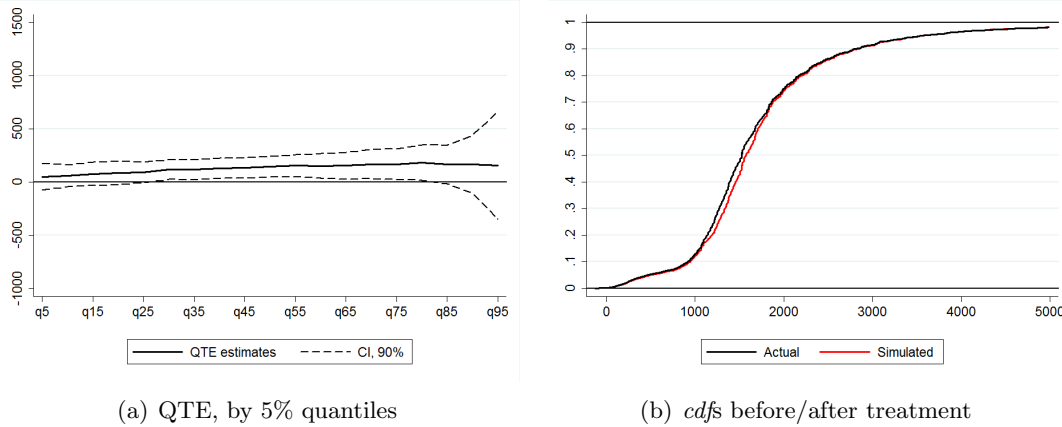 1500
1000
500
0
-500
-1000
q5 q15 q25 q35 q45 q55 q65 q75 q85 q95
QTE estimates CI, 90%
(a) QTE, by 5% quantiles
1
.9
.8
.7
.6
.5
.4
.3
.2
.1
0
0 1000 2000 3000 4000 5000
Actual Simulated
(b) cdfs before/after treatment